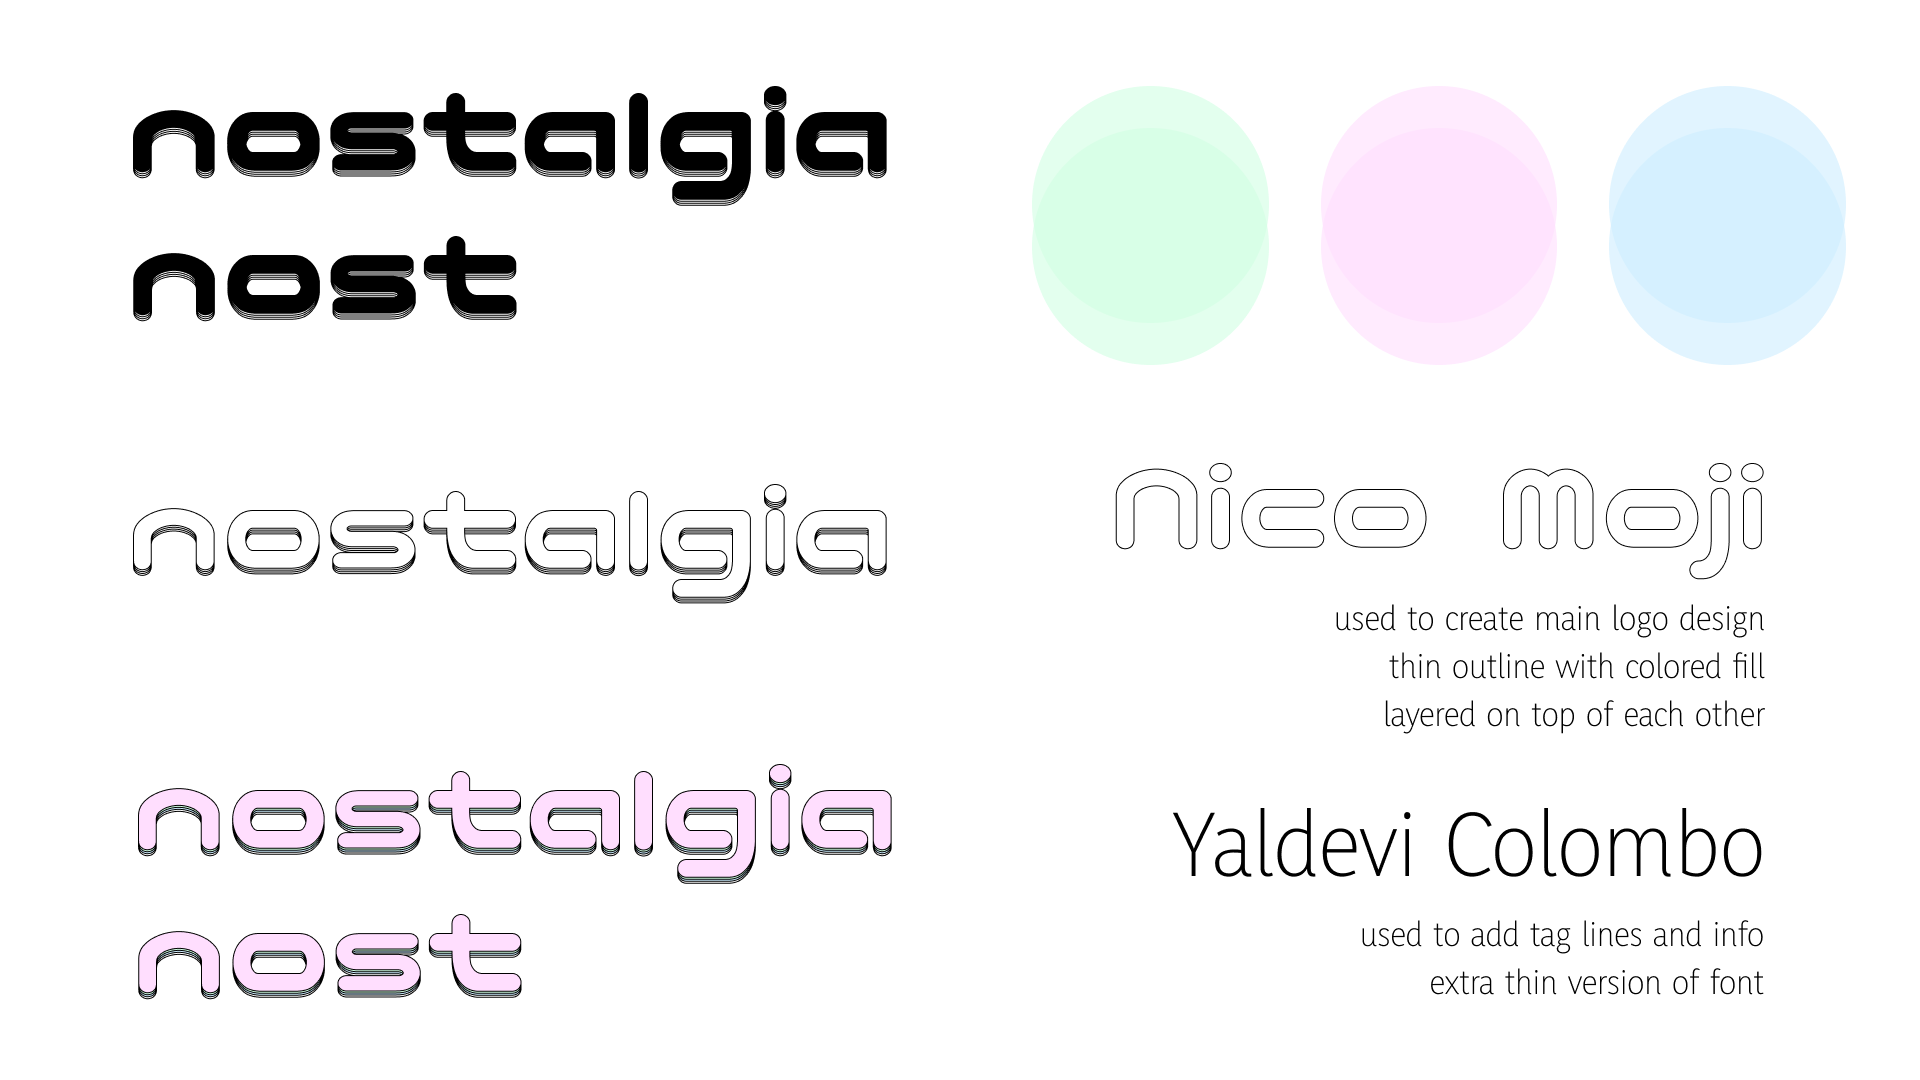 nostalgia
nost
nostalgia
nostalgia
nost
Nico Moji
used to create main logo design
thin outline with colored fill
layered on top of each other
Yaldevi Colombo
used to add tag lines and info
extra thin version of font